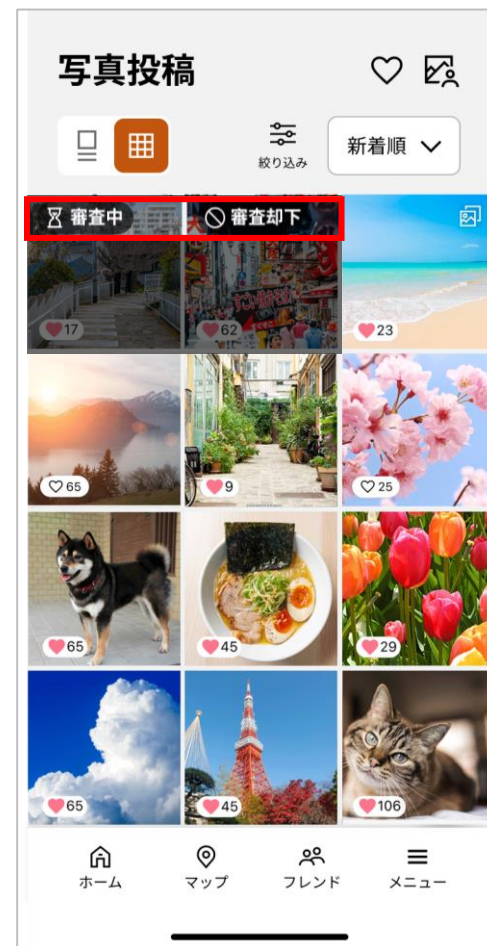 写真投稿
絞り込み
新着順
審査中
審査却下
17
62
23
65
9
25
65
45
29
65
45
106
ホーム
マップ
フレンド
メニュー